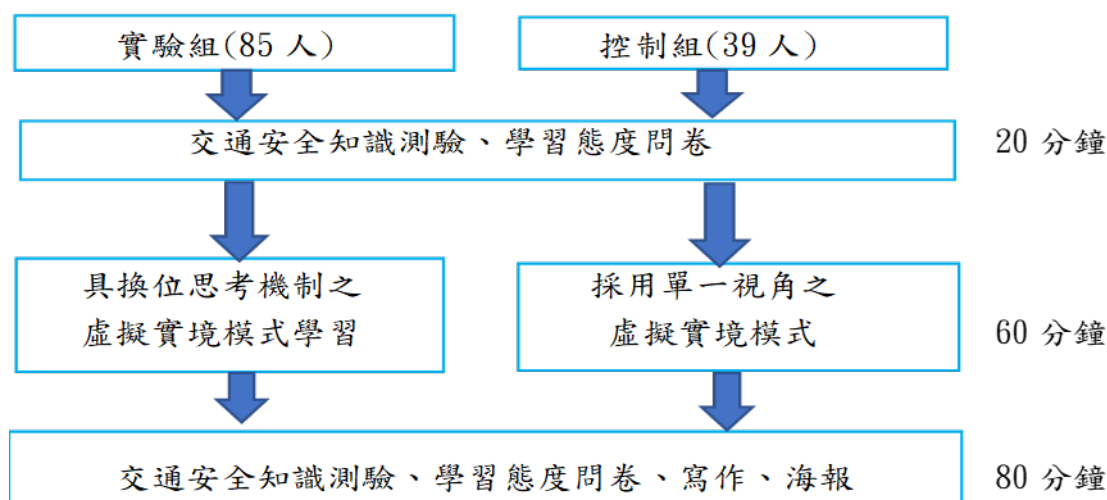 實驗組(85 人)
控制組(39 人)
交通安全知識測驗、學習態度問卷
20 分鐘
具換位思考機制之
虛擬實境模式學習
採用單一視角之
虛擬實境模式
60 分鐘
交通安全知識測驗、學習態度問卷、寫作、海報
80 分鐘